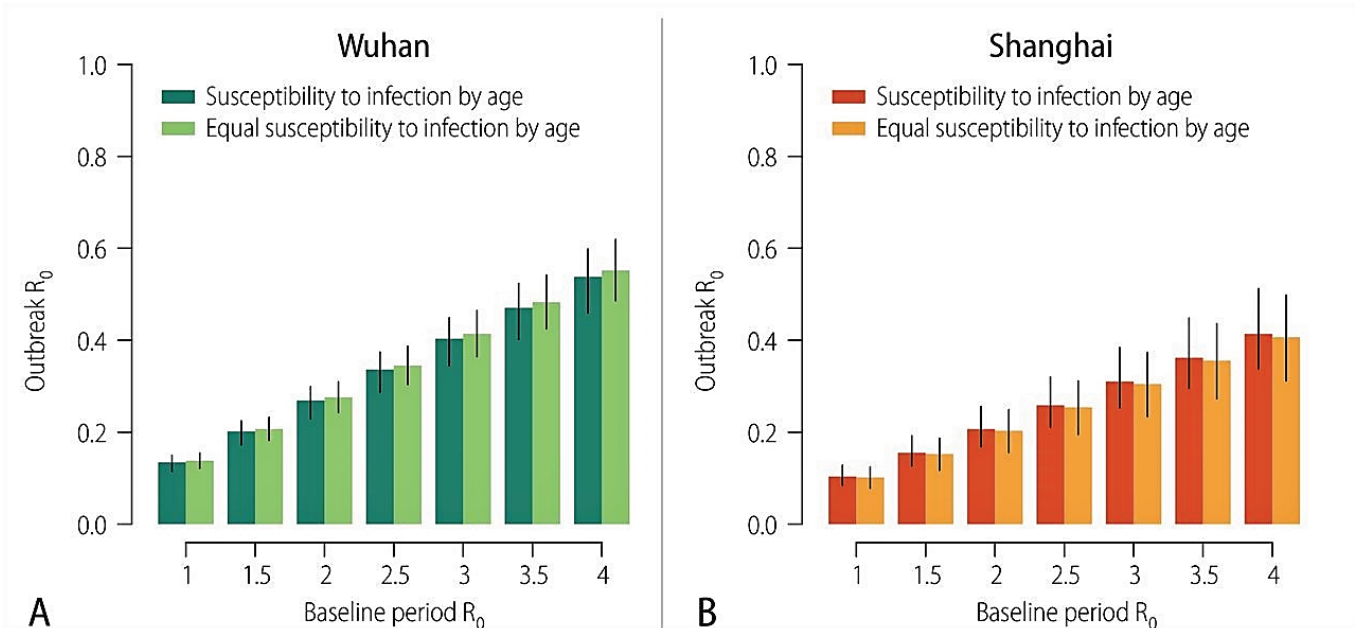 Wuhan
1.0
Susceptibility to infection by age
Equal susceptibility to infection by age
0.8
0.6
0.4
0.2
0.0
Outbreak R₀
1 1.5 2 2.5 3 3.5 4
Baseline period R₀
A
Shanghai
1.0
Susceptibility to infection by age
Equal susceptibility to infection by age
0.8
0.6
0.4
0.2
0.0
Outbreak R₀
1 1.5 2 2.5 3 3.5 4
Baseline period R₀
B